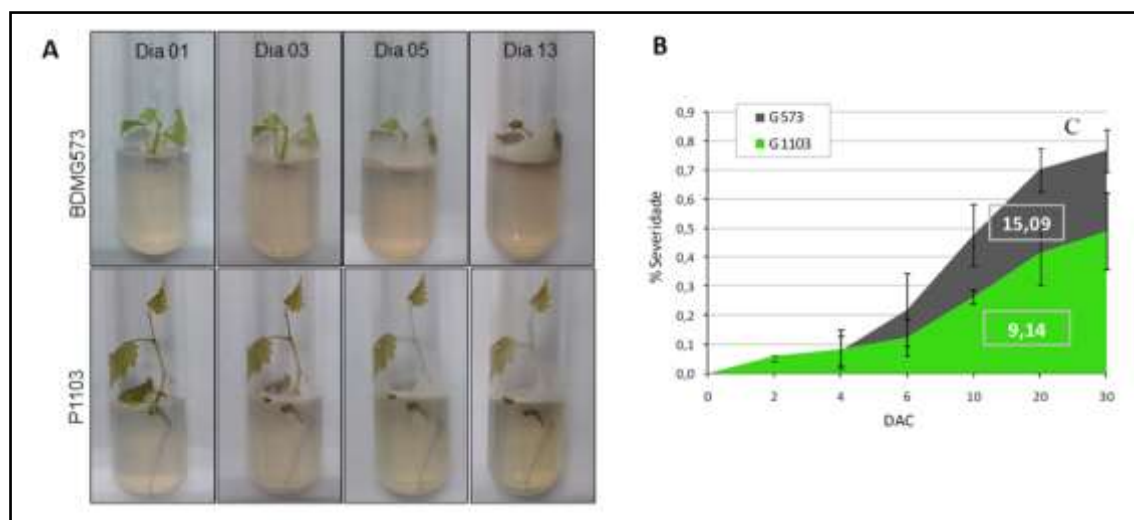 A
Dia 01
Dia 03
Dia 05
Dia 13
BDMG573
P1103
B
G573
G1103
C
% Severidade
0,9
0,8
0,7
0,6
0,5
0,4
0,3
0,2
0,1
0,0
15,09
9,14
0 2 4 6 10 20 30
DAC